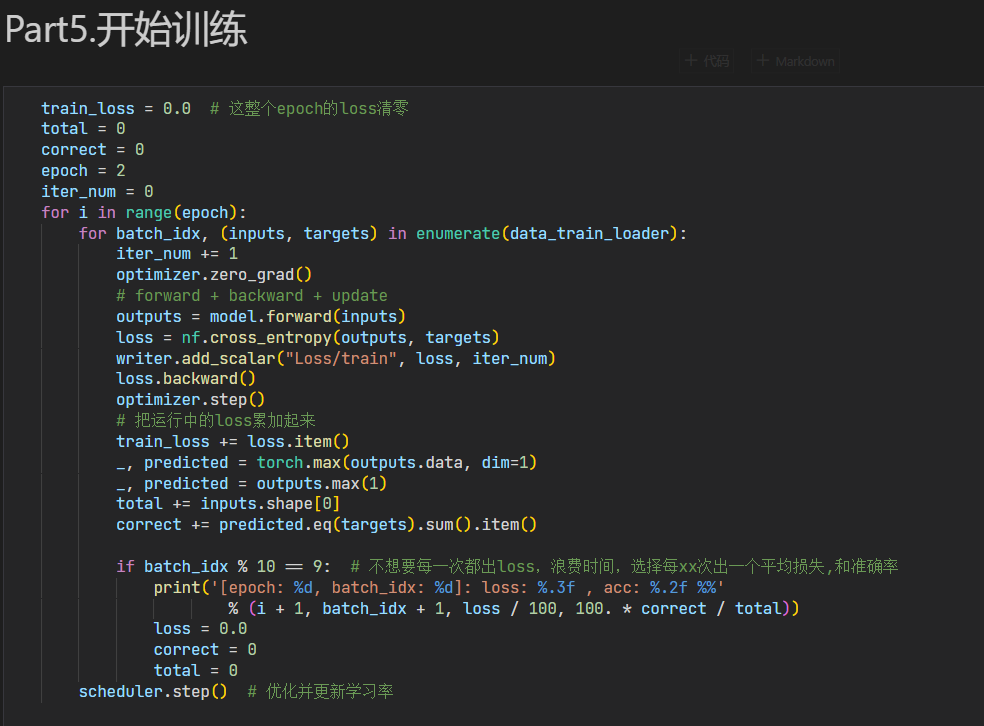 Part5.开始训练
+ 代码  + Markdown
train_loss = 0.0  # 这整个epoch的loss清零
total = 0
correct = 0
epoch = 2
iter_num = 0
for i in range(epoch):
    for batch_idx, (inputs, targets) in enumerate(data_train_loader):
        iter_num += 1
        optimizer.zero_grad()
        # forward + backward + update
        outputs = model.forward(inputs)
        loss = nf.cross_entropy(outputs, targets)
        writer.add_scalar("Loss/train", loss, iter_num)
        loss.backward()
        optimizer.step()
        # 把运行中的loss累加起来
        train_loss += loss.item()
        _, predicted = torch.max(outputs.data, dim=1)
        _, predicted = outputs.max(1)
        total += inputs.shape[0]
        correct += predicted.eq(targets).sum().item()
        if batch_idx % 10 == 9:  # 不想要每一次都出loss，浪费时间，选择每xx次出一个平均损失,和准确率
            print('[epoch: %d, batch_idx: %d]: loss: %.3f , acc: %.2f %%'
                  % (i + 1, batch_idx + 1, loss / 100, 100. * correct / total))
            loss = 0.0
            correct = 0
            total = 0
    scheduler.step()  # 优化并更新学习率